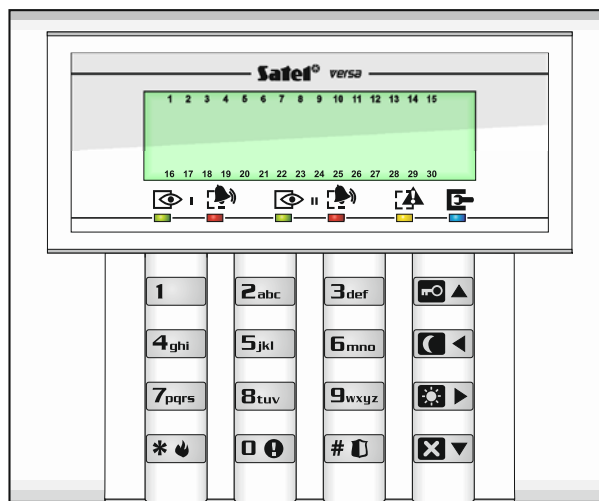 Satel versa
1 2 3 4 5 6 7 8 9 10 11 12 13 14 15
16 17 18 19 20 21 22 23 24 25 26 27 28 29 30
I II
1 2abc 3def
4ghi 5jkl 6mno
7pqrs 8tuv 9wxyz
* 0 #